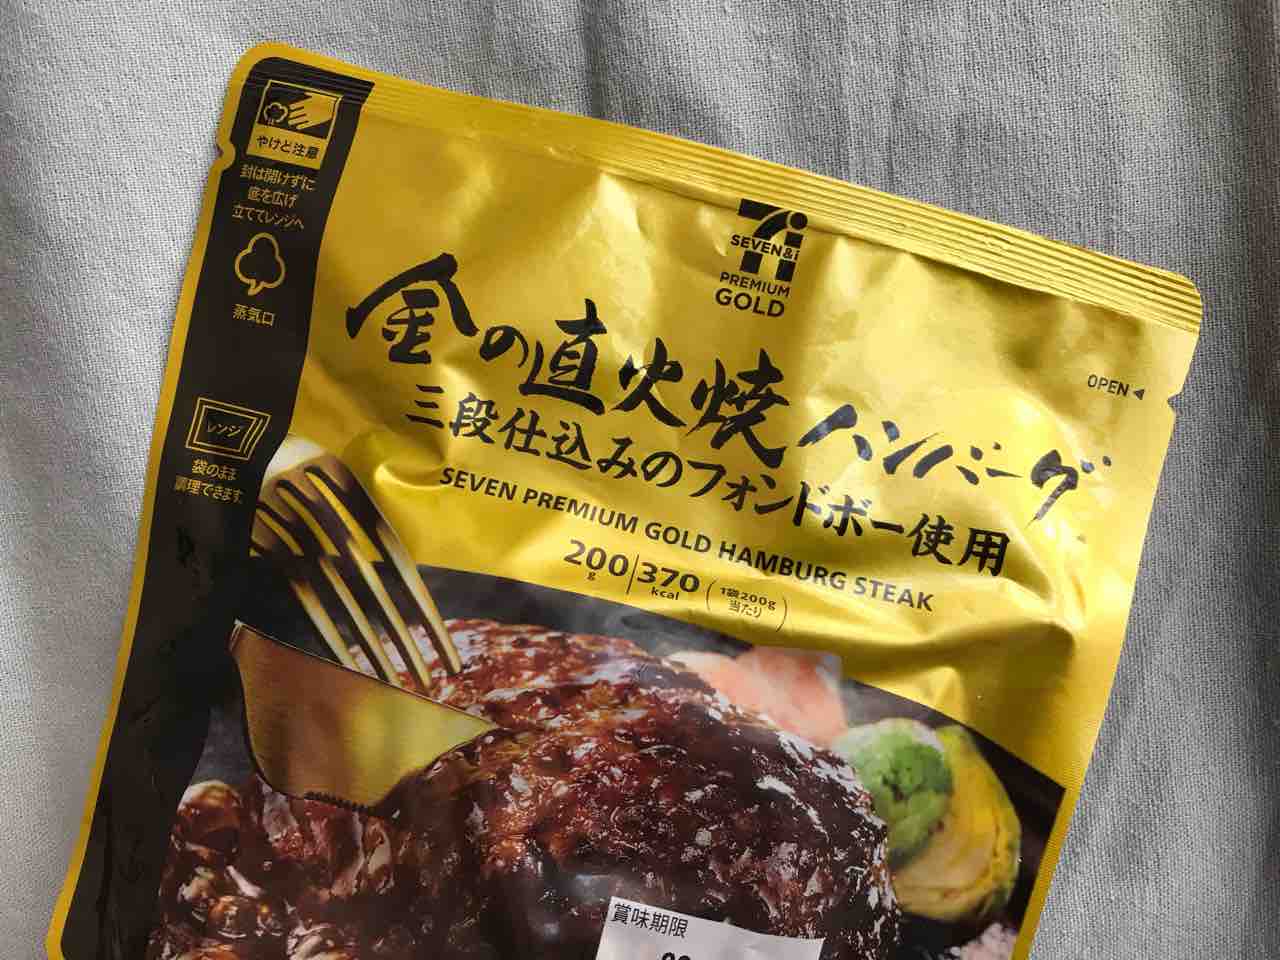 やけど注意
封は開けずに
底を広げ
立ててレンジへ
蒸気口
レンジ
袋のまま
調理できます
SEVEN&i
PREMIUM
GOLD
OPEN
金の直火焼ハンバーグ
三段仕込みのフォンドボー使用
SEVEN PREMIUM GOLD HAMBURG STEAK
200g 370kcal (1袋200g当たり)
賞味期限